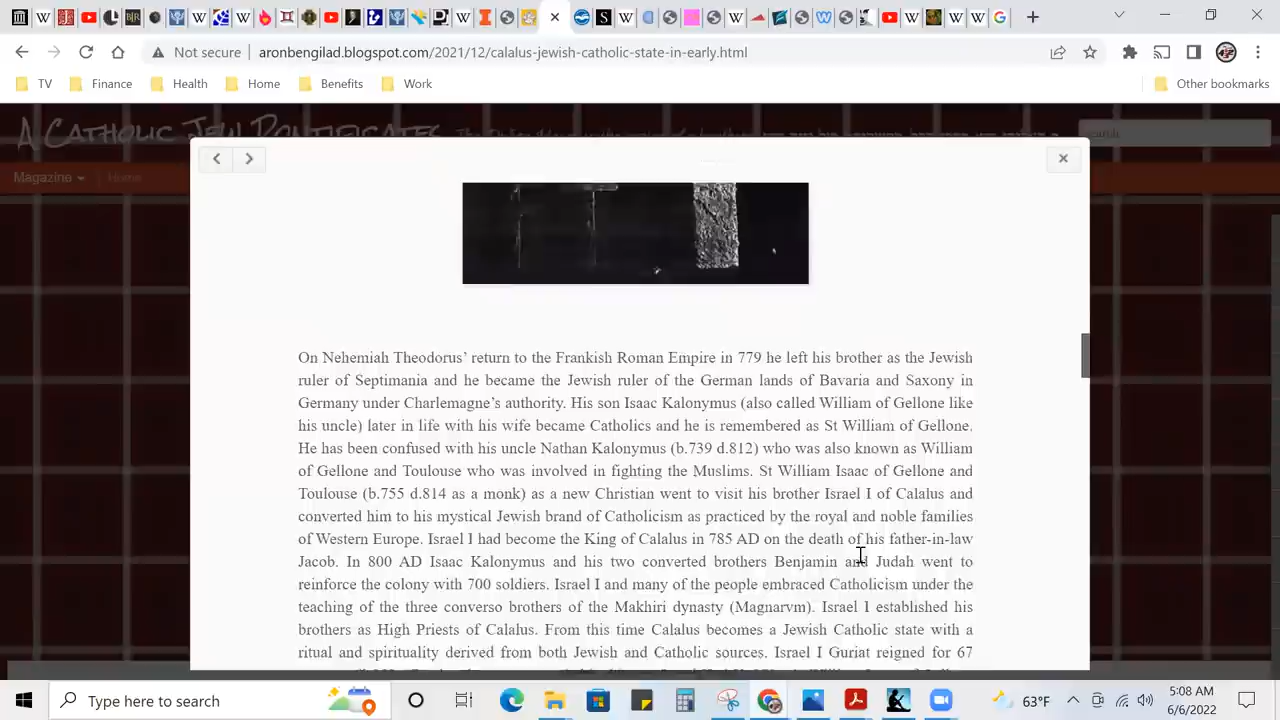 Not secure
aronbengilad.blogspot.com/2021/12/calalus-jewish-catholic-state-in-early.html
TV
Finance
Health
Home
Benefits
Work
Other bookmarks
A Catholic Jew Pontificates
search
Magazine
Home
On Nehemiah Theodorus’ return to the Frankish Roman Empire in 779 he left his brother as the Jewish
ruler of Septimania and he became the Jewish ruler of the German lands of Bavaria and Saxony in
Germany under Charlemagne’s authority. His son Isaac Kalonymus (also called William of Gellone like
his uncle) later in life with his wife became Catholics and he is remembered as St William of Gellone.
He has been confused with his uncle Nathan Kalonymus (b.739 d.812) who was also known as William
of Gellone and Toulouse who was involved in fighting the Muslims. St William Isaac of Gellone and
Toulouse (b.755 d.814 as a monk) as a new Christian went to visit his brother Israel I of Calalus and
converted him to his mystical Jewish brand of Catholicism as practiced by the royal and noble families
of Western Europe. Israel I had become the King of Calalus in 785 AD on the death of his father-in-law
Jacob. In 800 AD Isaac Kalonymus and his two converted brothers Benjamin and Judah went to
reinforce the colony with 700 soldiers. Israel I and many of the people embraced Catholicism under the
teaching of the three converso brothers of the Makhiri dynasty (Magnarvm). Israel I established his
brothers as High Priests of Calalus. From this time Calalus becomes a Jewish Catholic state with a
ritual and spirituality derived from both Jewish and Catholic sources. Israel I Guriat reigned for 67
Type here to search
63°F
5:08 AM
6/6/2022